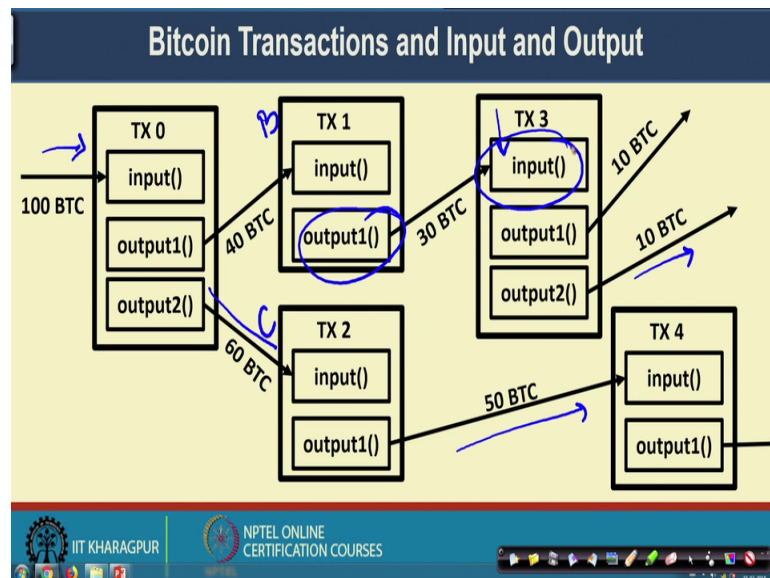 Bitcoin Transactions and Input and Output
TX 0
input()
output1()
output2()
100 BTC
40 BTC
60 BTC
B
TX 1
input()
output1()
30 BTC
C
TX 2
input()
output1()
50 BTC
TX 3
input()
output1()
output2()
10 BTC
10 BTC
TX 4
input()
output1()
IIT KHARAGPUR
NPTEL ONLINE
CERTIFICATION COURSES
NPTEL